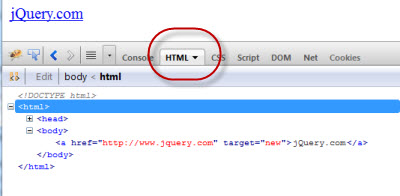 jQuery.com
Console HTML CSS Script DOM Net Cookies
Edit body < html
<!DOCTYPE html>
<html>
<head>
<body>
<a href="http://www.jquery.com" target="new">jQuery.com</a>
</body>
</html>